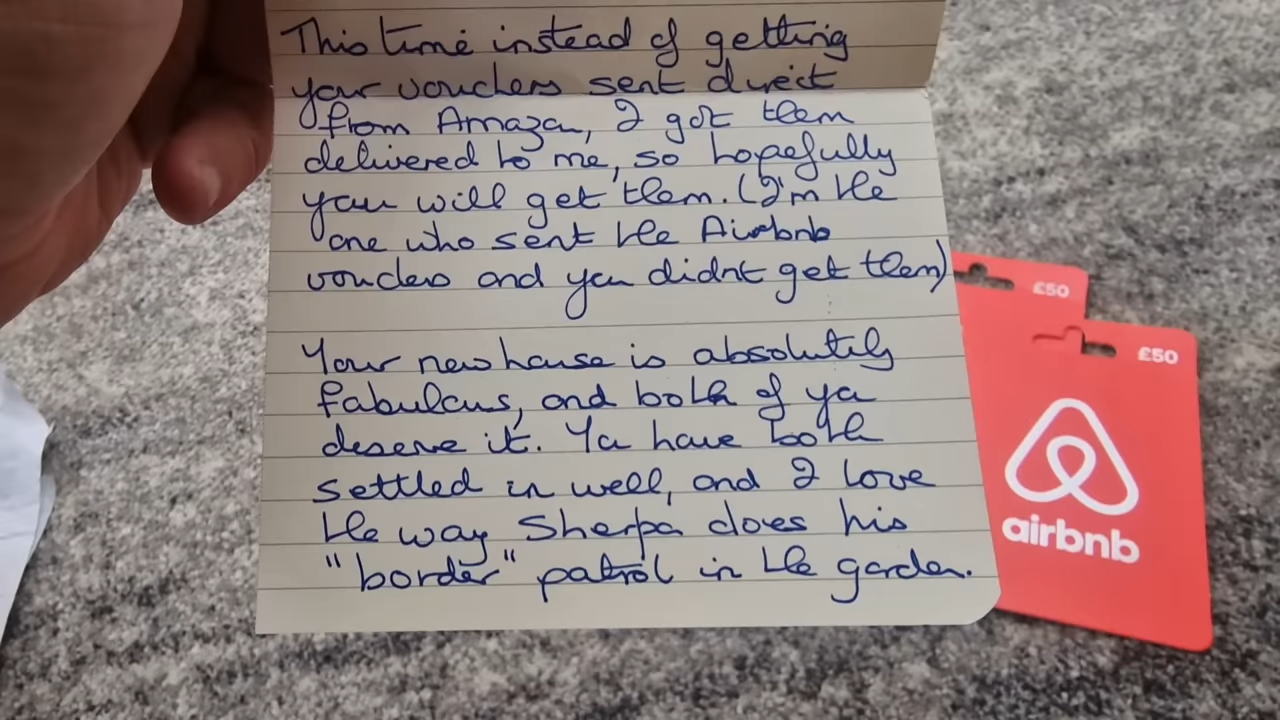 This time instead of getting
your vouchers sent direct
from Amazon, I got them
delivered to me, so hopefully
you will get them. (I'm the
one who sent the Airbnb
vouchers and you didnt get them)
Your new house is absolutely
fabulous, and both of you
deserve it. You have both
settled in well, and I love
the way Sherpa does his
"border" patrol in the garden.
£50
£50
airbnb